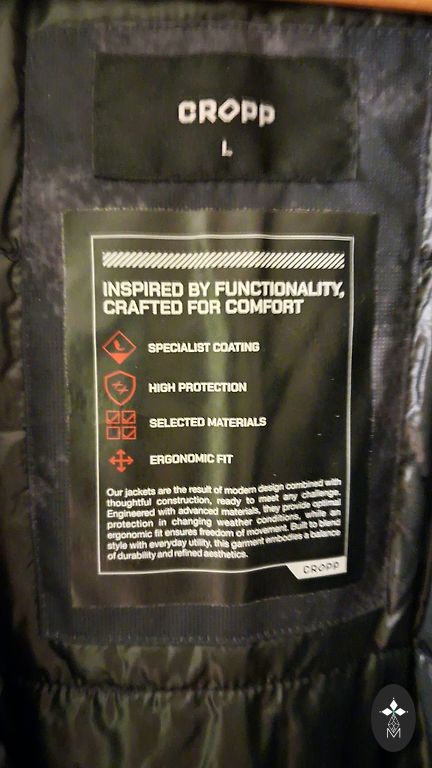 CROPP
L
INSPIRED BY FUNCTIONALITY,
CRAFTED FOR COMFORT
SPECIALIST COATING
HIGH PROTECTION
SELECTED MATERIALS
ERGONOMIC FIT
Our jackets are the result of modern design combined with
thoughtful construction, ready to meet any challenge.
Engineered with advanced materials, they provide optimal
protection in changing weather conditions, while an
ergonomic fit ensures freedom of movement. Built to blend
style with everyday utility, this garment embodies a balance
of durability and refined aesthetics.
CROPP
M